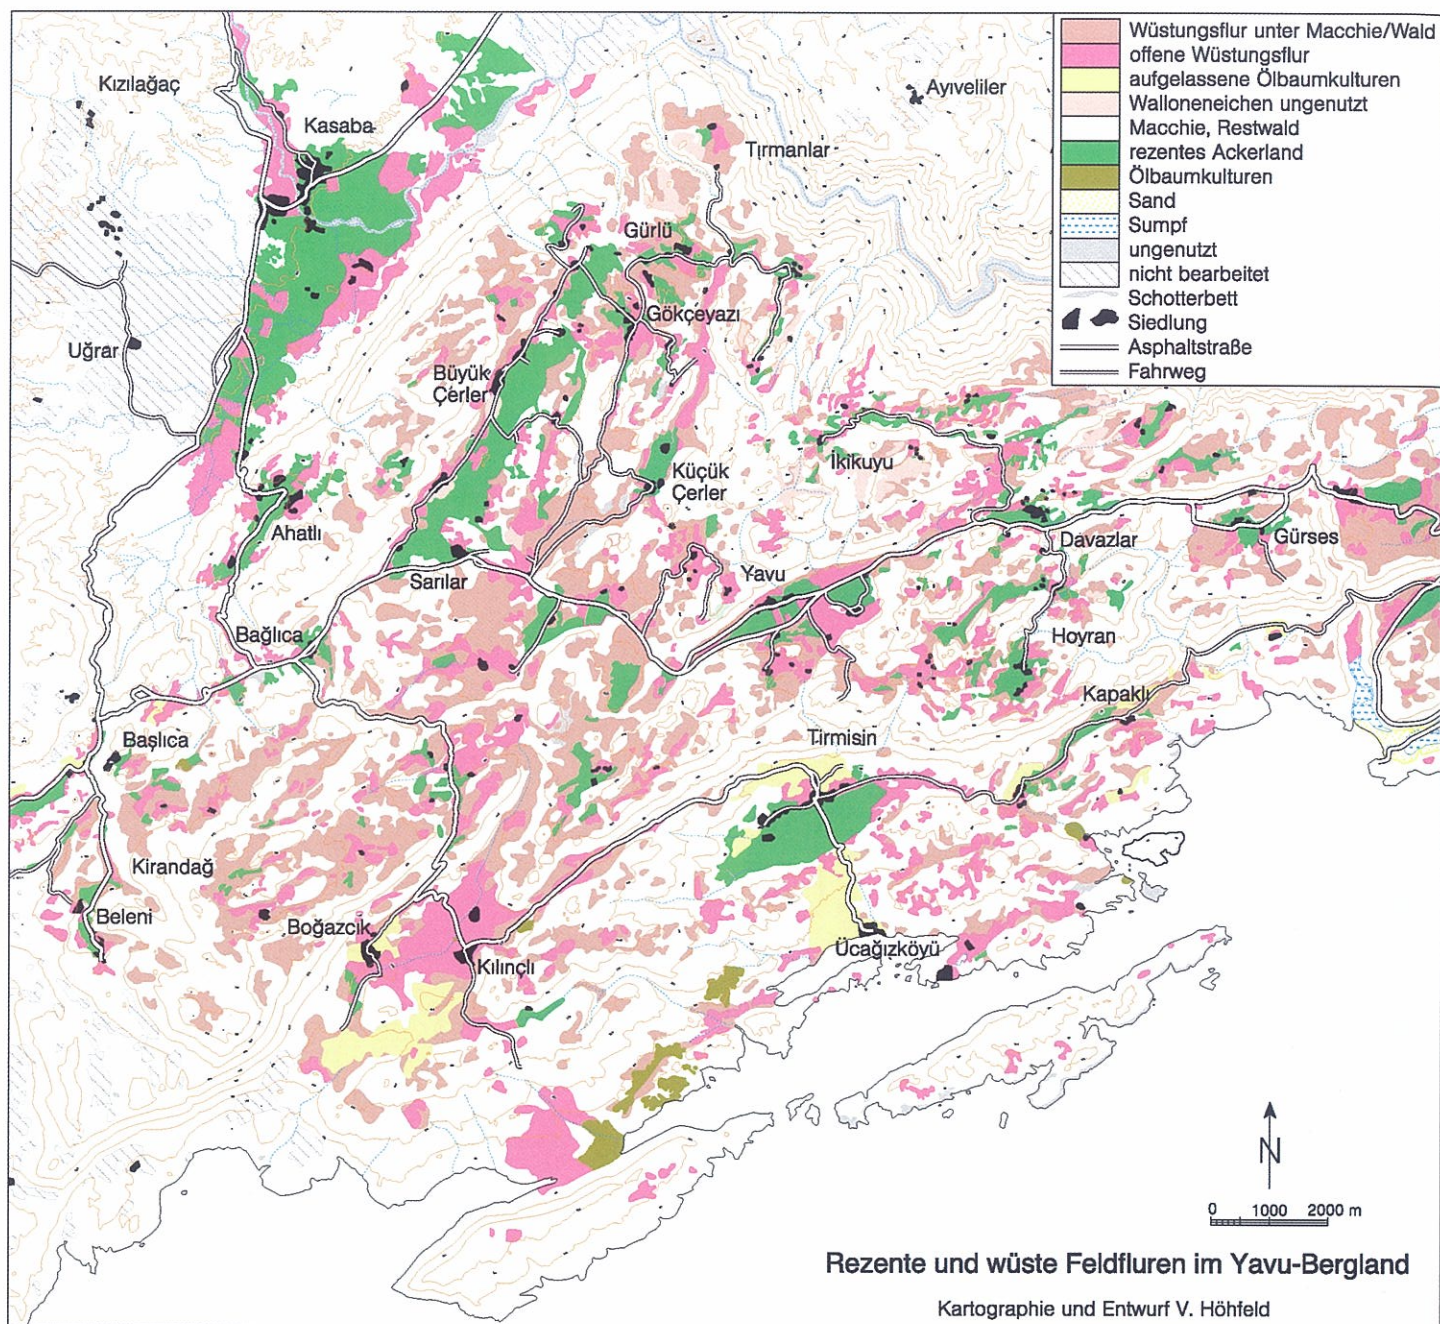 Wüstungsflur unter Macchie/Wald
offene Wüstungsflur
aufgelassene Ölbaumkulturen
Walloneneichen ungenutzt
Macchie, Restwald
rezentes Ackerland
Ölbaumkulturen
Sand
Sumpf
ungenutzt
nicht bearbeitet
Schotterbett
Siedlung
Asphaltstraße
Fahrweg
Kızılağaç
Ayıveliler
Kasaba
Tırmanlar
Gürlü
Gökçeyazı
Uğrar
Büyük
Çerler
İkikuyu
Küçük
Çerler
Ahatlı
Davazlar
Gürses
Sarılar
Yavu
Bağlıca
Hoyran
Kapaklı
Başlıca
Tirmisin
Kirandağ
Beleni
Boğazcik
Kılınçlı
Ücağızköyü
N
0 1000 2000 m
Rezente und wüste Feldfluren im Yavu-Bergland
Kartographie und Entwurf V. Höhfeld